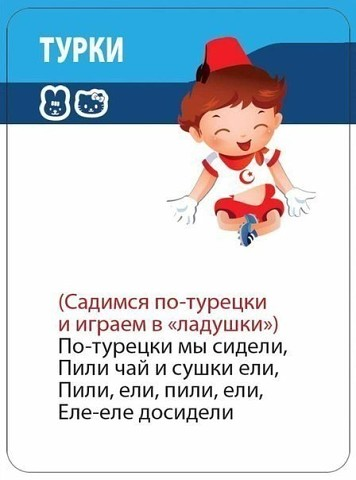 ТУРКИ
(Садимся по-турецки
и играем в «ладушки»)
По-турецки мы сидели,
Пили чай и сушки ели,
Пили, ели, пили, ели,
Еле-еле досидели